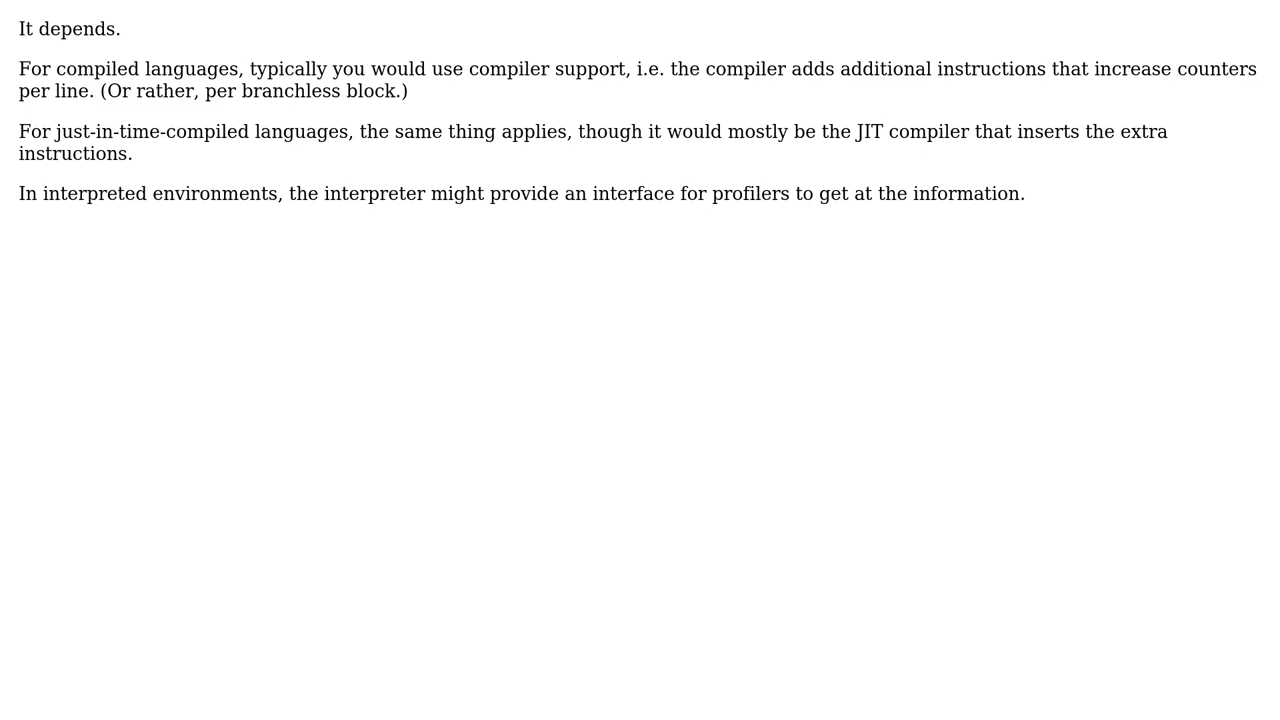 It depends.
For compiled languages, typically you would use compiler support, i.e. the compiler adds additional instructions that increase counters
per line. (Or rather, per branchless block.)
For just-in-time-compiled languages, the same thing applies, though it would mostly be the JIT compiler that inserts the extra
instructions.
In interpreted environments, the interpreter might provide an interface for profilers to get at the information.